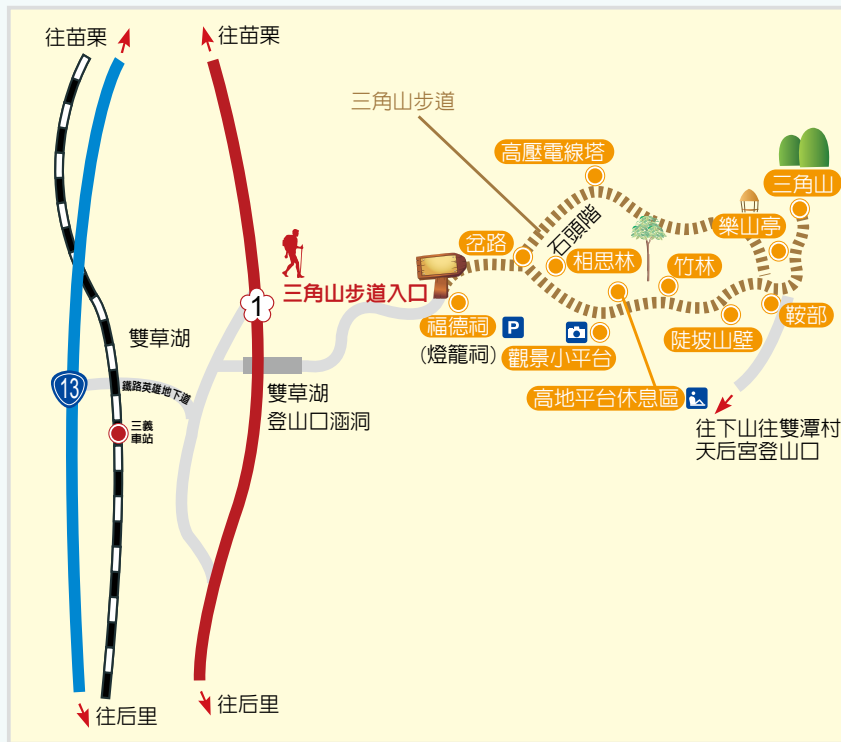 往苗栗
往苗栗
三角山步道
高壓電線塔
三角山
石頭階
樂山亭
岔路
相思林
竹林
三角山步道入口
1
鞍部
福德祠
P
(燈籠祠)
觀景小平台
陡坡山壁
雙草湖
13
鐵路英雄地下道
雙草湖
登山口涵洞
高地平台休息區
三義
車站
往下山往雙潭村
天后宮登山口
往后里
往后里